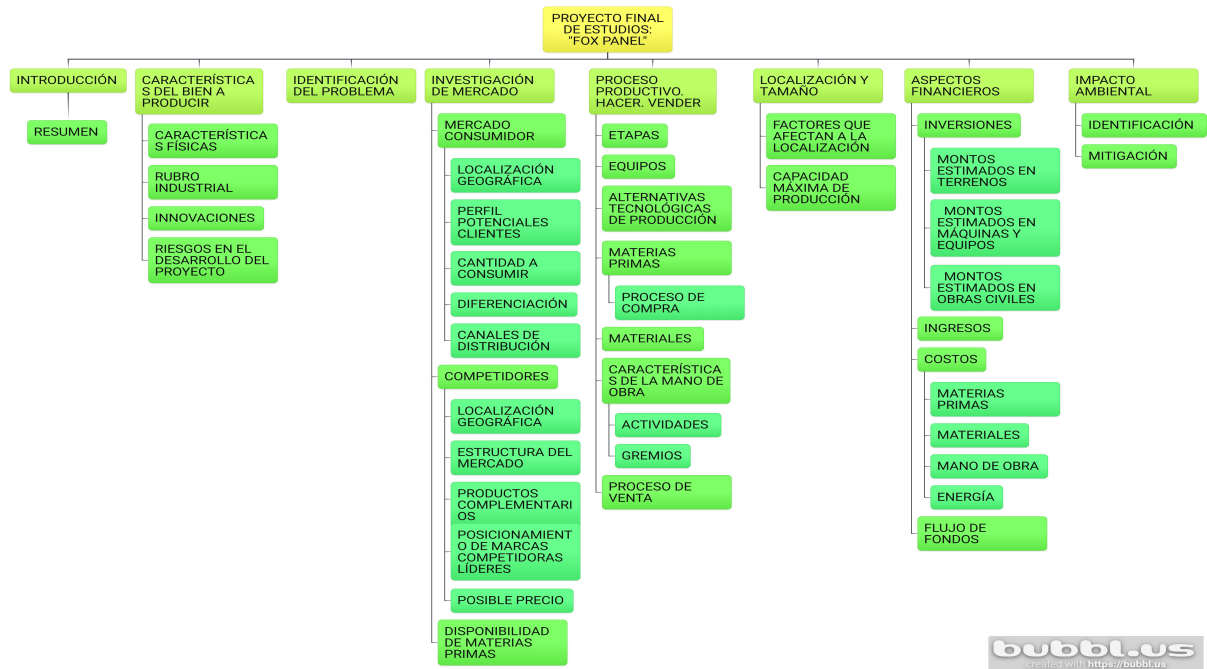 PROYECTO FINAL
DE ESTUDIOS:
"FOX PANEL"
INTRODUCCIÓN
RESUMEN
CARACTERÍSTICA
S DEL BIEN A
PRODUCIR
CARACTERÍSTICA
S FÍSICAS
RUBRO
INDUSTRIAL
INNOVACIONES
RIESGOS EN EL
DESARROLLO DEL
PROYECTO
IDENTIFICACIÓN
DEL PROBLEMA
INVESTIGACIÓN
DE MERCADO
MERCADO
CONSUMIDOR
LOCALIZACIÓN
GEOGRÁFICA
PERFIL
POTENCIALES
CLIENTES
CANTIDAD A
CONSUMIR
DIFERENCIACIÓN
CANALES DE
DISTRIBUCIÓN
COMPETIDORES
LOCALIZACIÓN
GEOGRÁFICA
ESTRUCTURA DEL
MERCADO
PRODUCTOS
COMPLEMENTARI
OS
POSICIONAMIENT
O DE MARCAS
COMPETIDORAS
LÍDERES
POSIBLE PRECIO
DISPONIBILIDAD
DE MATERIAS
PRIMAS
PROCESO
PRODUCTIVO.
HACER. VENDER
ETAPAS
EQUIPOS
ALTERNATIVAS
TECNOLÓGICAS
DE PRODUCCIÓN
MATERIAS
PRIMAS
PROCESO DE
COMPRA
MATERIALES
CARACTERÍSTICA
S DE LA MANO DE
OBRA
ACTIVIDADES
GREMIOS
PROCESO DE
VENTA
LOCALIZACIÓN Y
TAMAÑO
FACTORES QUE
AFECTAN A LA
LOCALIZACIÓN
CAPACIDAD
MÁXIMA DE
PRODUCCIÓN
ASPECTOS
FINANCIEROS
INVERSIONES
MONTOS
ESTIMADOS EN
TERRENOS
MONTOS
ESTIMADOS EN
MÁQUINAS Y
EQUIPOS
MONTOS
ESTIMADOS EN
OBRAS CIVILES
INGRESOS
COSTOS
MATERIAS
PRIMAS
MATERIALES
MANO DE OBRA
ENERGÍA
FLUJO DE
FONDOS
IMPACTO
AMBIENTAL
IDENTIFICACIÓN
MITIGACIÓN
bubbl.us
created with https://bubbl.us